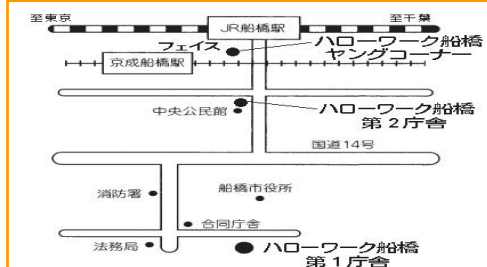 至東京
至千葉
JR船橋駅
フェイス
ハローワーク船橋
ヤングコーナー
京成船橋駅
中央公民館
ハローワーク船橋
第2庁舎
国道14号
消防署
船橋市役所
合同庁舎
法務局
ハローワーク船橋
第1庁舎